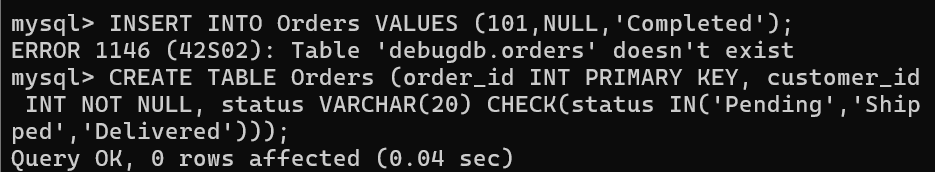 mysql> INSERT INTO Orders VALUES (101,NULL,'Completed');
ERROR 1146 (42S02): Table 'debugdb.orders' doesn't exist
mysql> CREATE TABLE Orders (order_id INT PRIMARY KEY, customer_id
 INT NOT NULL, status VARCHAR(20) CHECK(status IN('Pending','Ship
ped','Delivered')));
Query OK, 0 rows affected (0.04 sec)